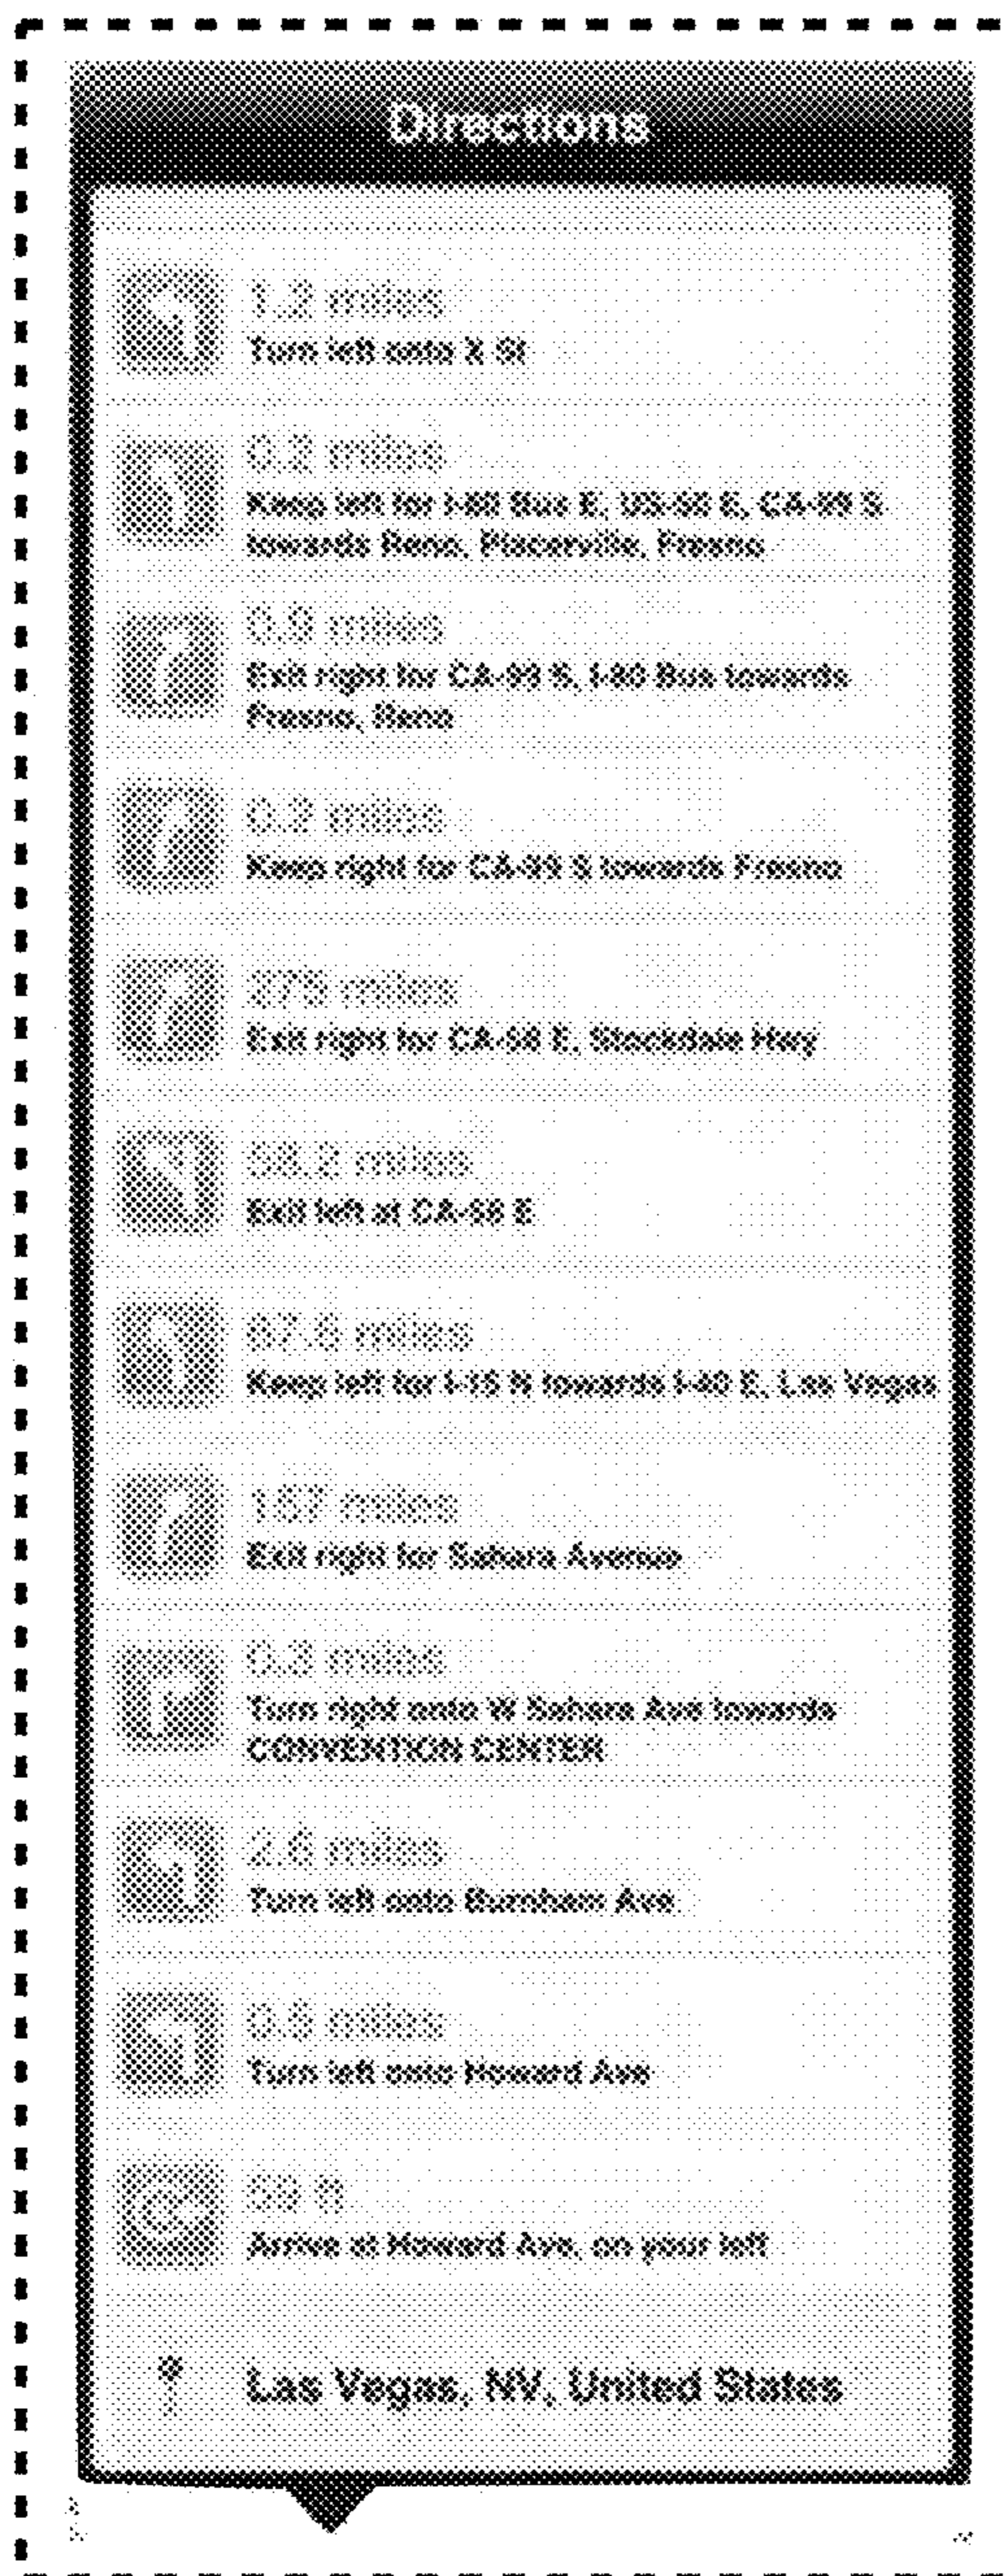 Directions
1.2 miles
Turn left onto X St
0.2 miles
Keep left for I-80 Bus E, US-50 E, CA-99 S
towards Reno, Placerville, Fresno
0.9 miles
Exit right for CA-99 S, I-80 Bus towards
Fresno, Reno
0.2 miles
Keep right for CA-99 S towards Fresno
279 miles
Exit right for CA-58 E, Stockdale Hwy
miles
Exit left at CA-58 E
miles
Keep left for I-15 N towards I-40 E, Las Vegas
miles
Exit right for Sahara Avenue
0.3 miles
Turn right onto W Sahara Ave towards
CONVENTION CENTER
miles
Turn left onto Burnham Ave
miles
Turn left onto Howard Ave
ft
Arrive at Howard Ave, on your left
Las Vegas, NV, United States